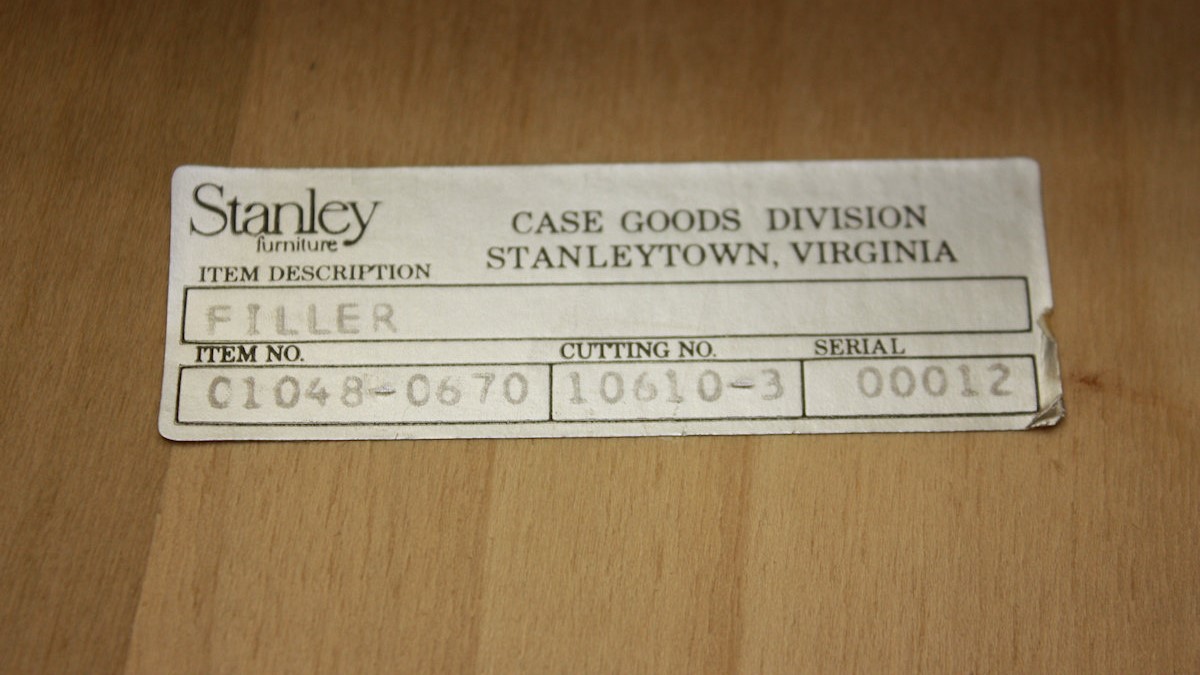 Stanley
furniture
CASE GOODS DIVISION
STANLEYTOWN, VIRGINIA
ITEM DESCRIPTION
FILLER
ITEM NO. CUTTING NO. SERIAL
01048-0670 10610-3 00012